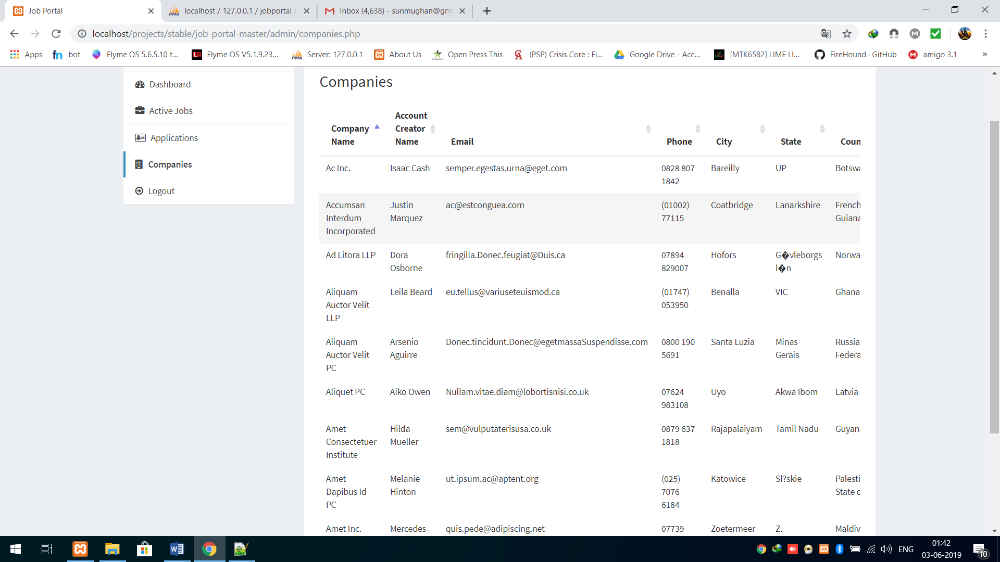 Job Portal
localhost / 127.0.0.1 / jobportal /
Inbox (4,638) - sunmughan@gm
localhost/projects/stable/job-portal-master/admin/companies.php
Apps
bot
Flyme OS 5.6.5.10 t...
Flyme OS V5.1.9.23...
Server: 127.0.0.1
About Us
Open Press This
(PSP) Crisis Core : Fi...
Google Drive - Acc...
[MTK6582] LIME LI...
FireHound · GitHub
amigo 3.1
»
Dashboard
Active Jobs
Applications
Companies
Logout
Companies
Company
Name
Account
Creator
Name
Email
Phone
City
State
Coun
Ac Inc.
Isaac Cash
semper.egestas.urna@eget.com
0828 807
1842
Bareilly
UP
Botswa
Accumsan
Interdum
Incorporated
Justin
Marquez
ac@estconguea.com
(01002)
77115
Coatbridge
Lanarkshire
French
Guiana
Ad Litora LLP
Dora
Osborne
fringilla.Donec.feugiat@Duis.ca
07894
829007
Hofors
G�vleborgs
l�n
Norwa
Aliquam
Auctor Velit
LLP
Leila Beard
eu.tellus@variuseteuismod.ca
(01747)
053950
Benalla
VIC
Ghana
Aliquam
Auctor Velit
PC
Arsenio
Aguirre
Donec.tincidunt.Donec@egetmassaSuspendisse.com
0800 190
5691
Santa Luzia
Minas
Gerais
Russia
Federa
Aliquet PC
Aiko Owen
Nullam.vitae.diam@lobortisnisi.co.uk
07624
983108
Uyo
Akwa Ibom
Latvia
Amet
Consectetuer
Institute
Hilda
Mueller
sem@vulputaterisusa.co.uk
0879 637
1818
Rajapalaiyam
Tamil Nadu
Guyan
Amet
Dapibus Id
PC
Melanie
Hinton
ut.ipsum.ac@aptent.org
(025)
7076
6184
Katowice
Sl?skie
Palesti
State o
Amet Inc.
Mercedes
quis.pede@adipiscing.net
07739
Zoetermeer
Z.
Maldiv
ENG
01:42
03-06-2019
10